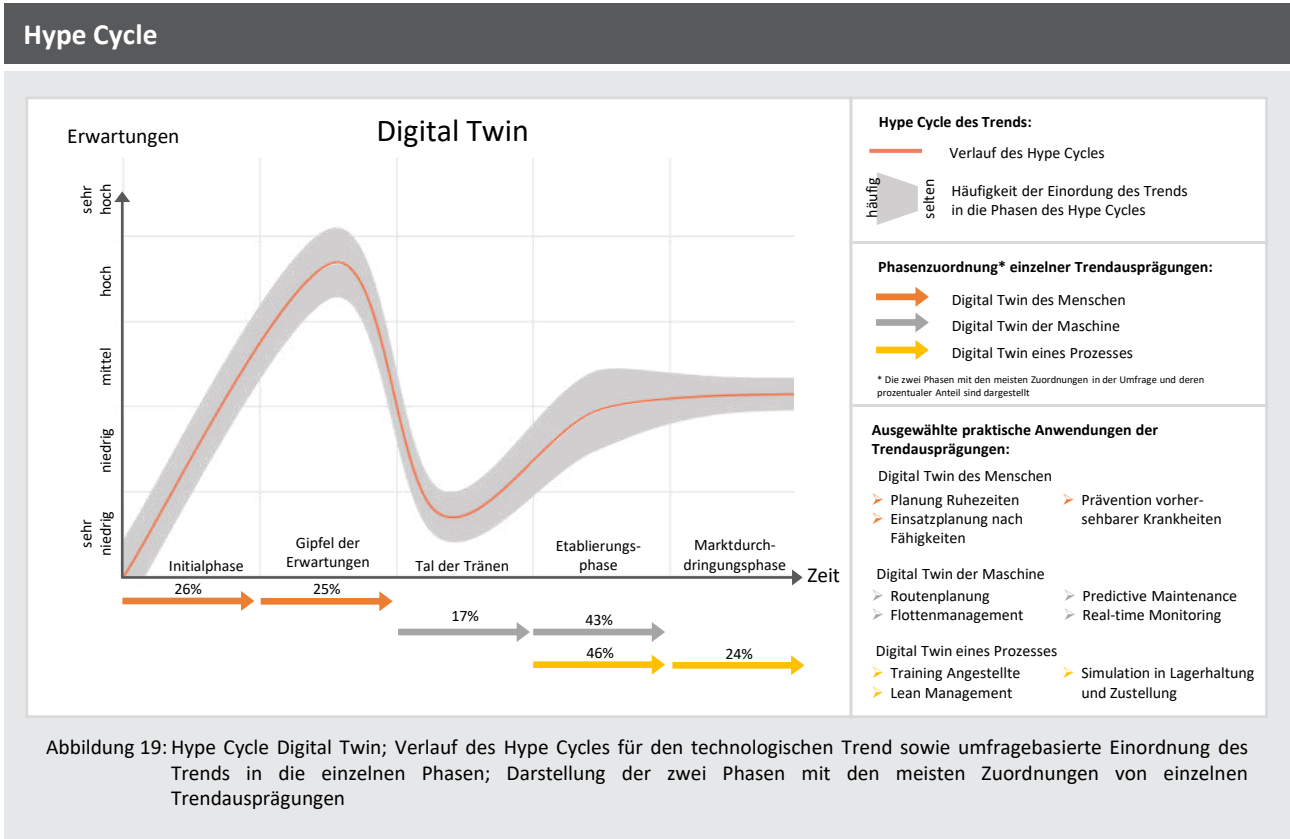 Hype Cycle
Erwartungen
Digital Twin
sehr
hoch
hoch
mittel
niedrig
sehr
niedrig
Initialphase
Gipfel der
Erwartungen
Tal der Tränen
Etablierungs-
phase
Marktdurch-
dringungsphase
Zeit
26%
25%
17%
43%
46%
24%
Hype Cycle des Trends:
Verlauf des Hype Cycles
häufig
selten
Häufigkeit der Einordung des Trends
in die Phasen des Hype Cycles
Phasenzuordnung* einzelner Trendausprägungen:
Digital Twin des Menschen
Digital Twin der Maschine
Digital Twin eines Prozesses
* Die zwei Phasen mit den meisten Zuordnungen in der Umfrage und deren
prozentualer Anteil sind dargestellt
Ausgewählte praktische Anwendungen der
Trendausprägungen:
Digital Twin des Menschen
Planung Ruhezeiten
Einsatzplanung nach
Fähigkeiten
Prävention vorher-
sehbarer Krankheiten
Digital Twin der Maschine
Routenplanung
Flottenmanagement
Predictive Maintenance
Real-time Monitoring
Digital Twin eines Prozesses
Training Angestellte
Lean Management
Simulation in Lagerhaltung
und Zustellung
Abbildung 19: Hype Cycle Digital Twin; Verlauf des Hype Cycles für den technologischen Trend sowie umfragebasierte Einordnung des
Trends in die einzelnen Phasen; Darstellung der zwei Phasen mit den meisten Zuordnungen von einzelnen
Trendausprägungen